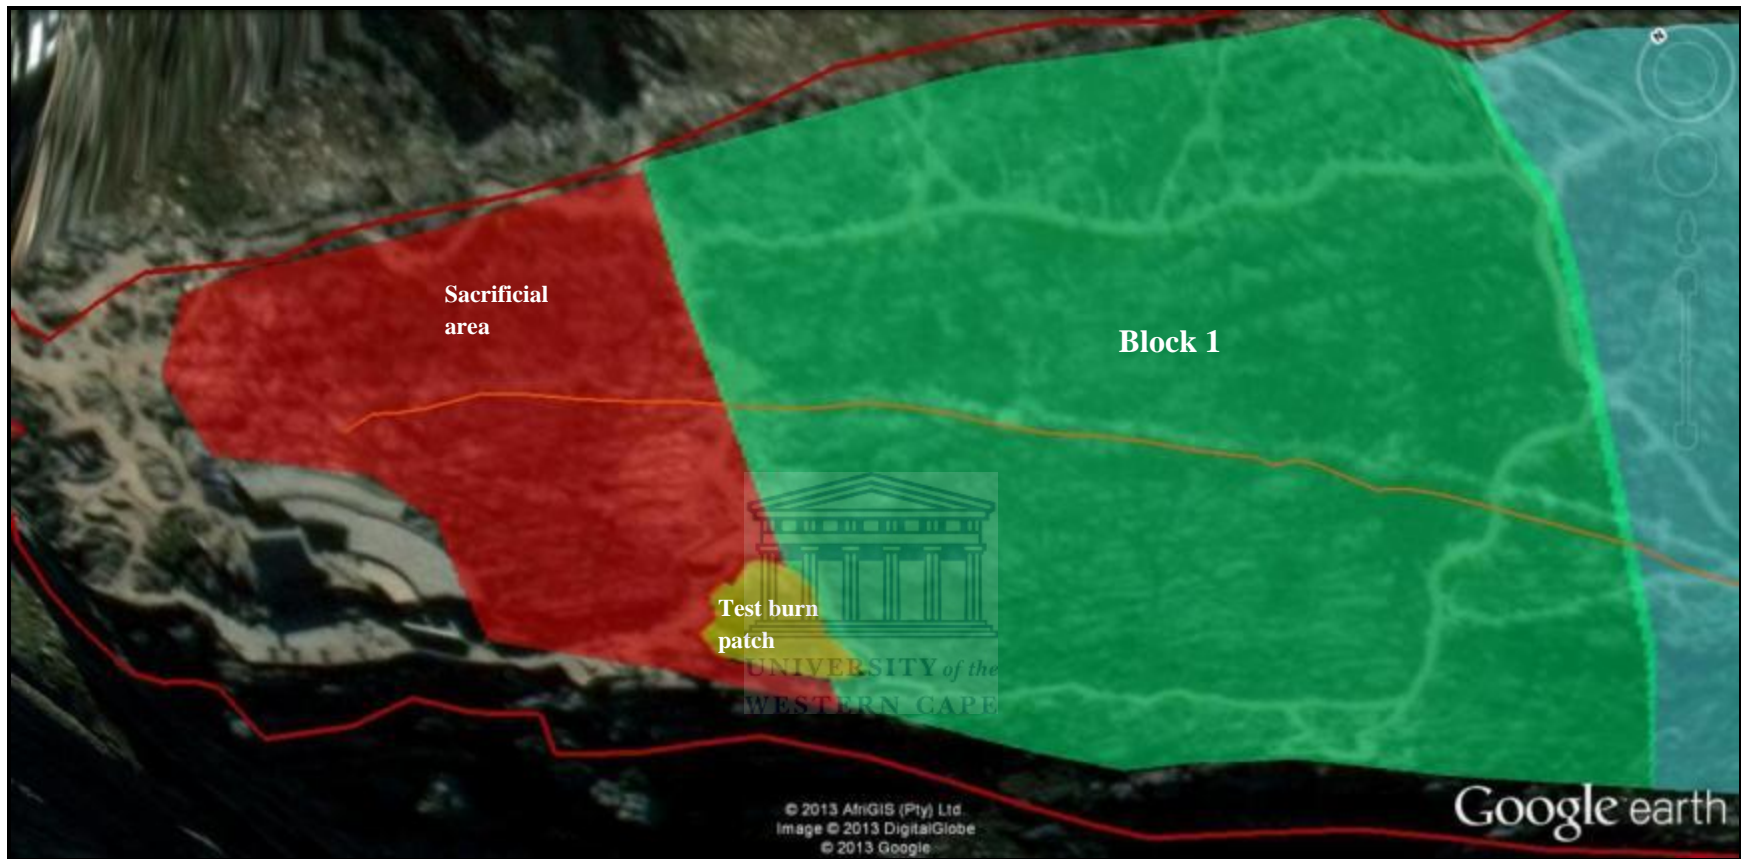 Sacrificial
area
Block 1
Test burn
patch
UNIVERSITY of the
WESTERN CAPE
© 2013 AfriGIS (Pty) Ltd.
Image © 2013 DigitalGlobe
© 2013 Google
Google earth